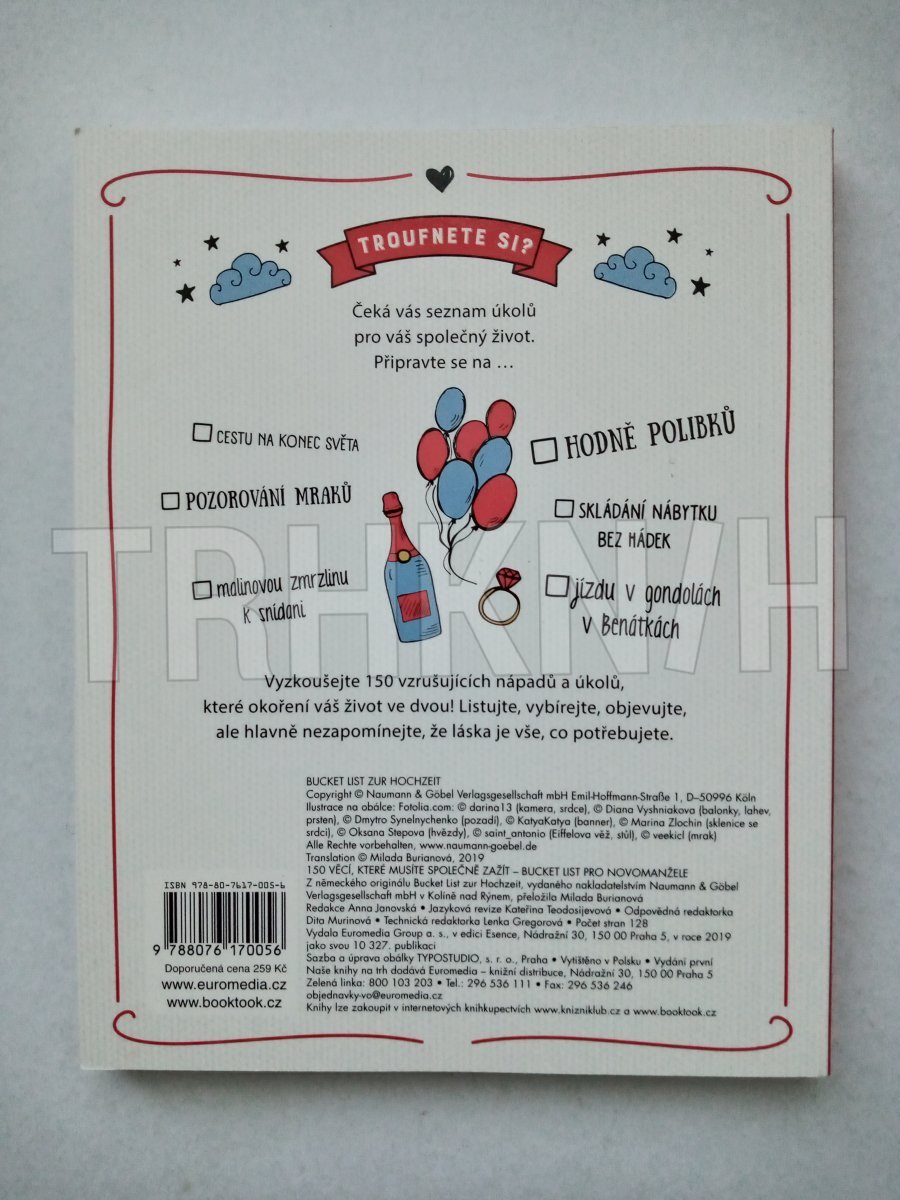 TROUFNETE SI?
Čeká vás seznam úkolů
pro váš společný život.
Připravte se na ...
CESTU NA KONEC SVĚTA
HODNĚ POLIBKŮ
POZOROVÁNÍ MRAKŮ
SKLÁDÁNÍ NÁBYTKU
BEZ HÁDEK
malinovou zmrzlinu
k snídani
jízdu v gondolách
v Benátkách
TRHKNIH
Vyzkoušejte 150 vzrušujících nápadů a úkolů,
které okoření váš život ve dvou! Listujte, vybírejte, objevujte,
ale hlavně nezapomínejte, že láska je vše, co potřebujete.
BUCKET LIST ZUR HOCHZEIT
Copyright © Naumann & Göbel Verlagsgesellschaft mbH Emil-Hoffmann-Straße 1, D–50996 Köln
Ilustrace na obálce: Fotolia.com: © darina13 (kamera, srdce), © Diana Vyshniakova (balonky, lahev,
prsten), © Dmytro Synelnychenko (pozadí), © KatyaKatya (banner), © Marina Zlochin (sklenice se
srdci), © Oksana Stepova (hvězdy), © saint_antonio (Eiffelova věž, stůl), © veekicl (mrak)
Alle Rechte vorbehalten, www.naumann-goebel.de
Translation © Milada Burianová, 2019
150 VĚCÍ, KTERÉ MUSÍTE SPOLEČNĚ ZAŽÍT – BUCKET LIST PRO NOVOMANŽELE
Z německého originálu Bucket List zur Hochzeit, vydaného nakladatelstvím Naumann & Göbel
Verlagsgesellschaft mbH v Kolíně nad Rýnem, přeložila Milada Burianová
Redakce Anna Janovská • Jazyková revize Kateřina Teodosijevová • Odpovědná redaktorka
Dita Murinová • Technická redaktorka Lenka Gregorová • Počet stran 128
Vydala Euromedia Group a. s., v edici Esence, Nádražní 30, 150 00 Praha 5, v roce 2019
jako svou 10 327. publikaci
Sazba a úprava obálky TYPOSTUDIO, s. r. o., Praha • Vytištěno v Polsku • Vydání první
Naše knihy na trh dodává Euromedia – knižní distribuce, Nádražní 30, 150 00 Praha 5
Zelená linka: 800 103 203 • Tel.: 296 536 111 • Fax: 296 536 246
objednavky-vo@euromedia.cz
Knihy lze zakoupit v internetových knihkupectvích www.knizniklub.cz a www.booktook.cz
ISBN 978-80-7617-005-6
9 788076 170056
Doporučená cena 259 Kč
www.euromedia.cz
www.booktook.cz